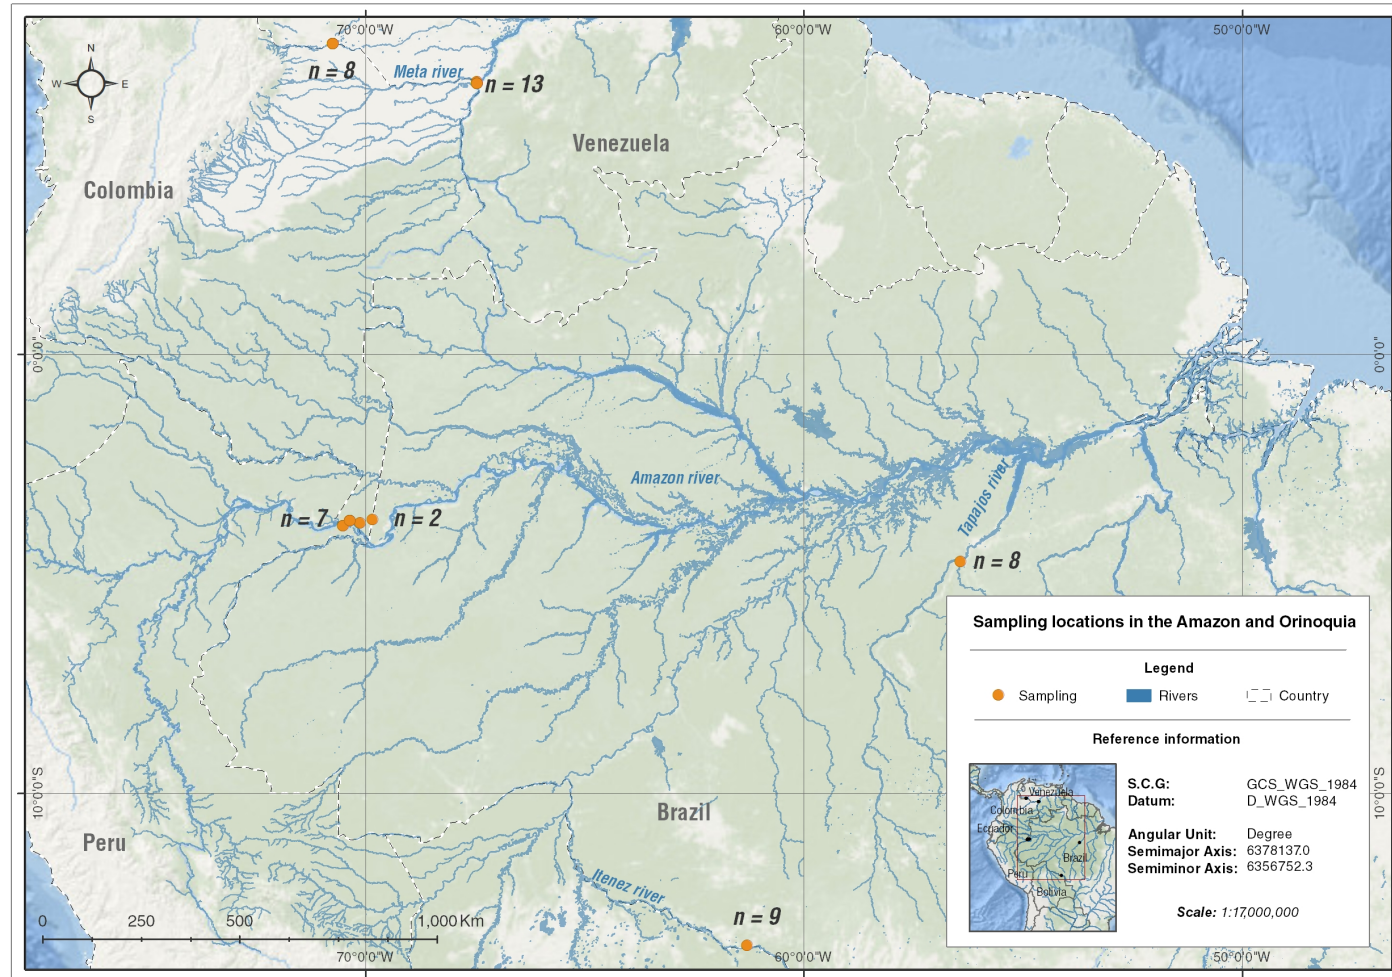 70°0'0"W
60°0'0"W
50°0'0"W
N
W E
S
n = 8
Meta river
n = 13
Venezuela
Colombia
0°0'0"
0°0'0"
Amazon river
Tapajos river
n = 7
n = 2
n = 8
10°0'0"S
10°0'0"S
Peru
Brazil
Itenez river
n = 9
0 250 500 1,000 Km
70°0'0"W
60°0'0"W
50°0'0"W
Sampling locations in the Amazon and Orinoquia
Legend
Sampling Rivers Country
Reference information
Venezuela
Colombia
Ecuador
Brazil
Peru
Bolivia
S.C.G: GCS_WGS_1984
Datum: D_WGS_1984
Angular Unit: Degree
Semimajor Axis: 6378137.0
Semiminor Axis: 6356752.3
Scale: 1:17,000,000